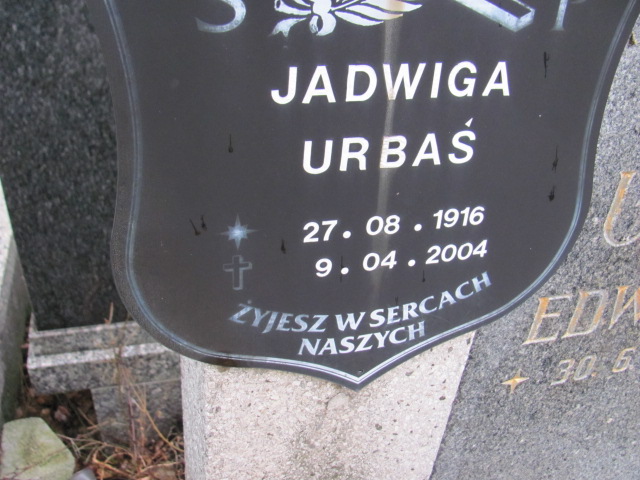 S P
JADWIGA
URBAŚ
27. 08. 1916
9. 04. 2004
ŻYJESZ W SERCACH
NASZYCH